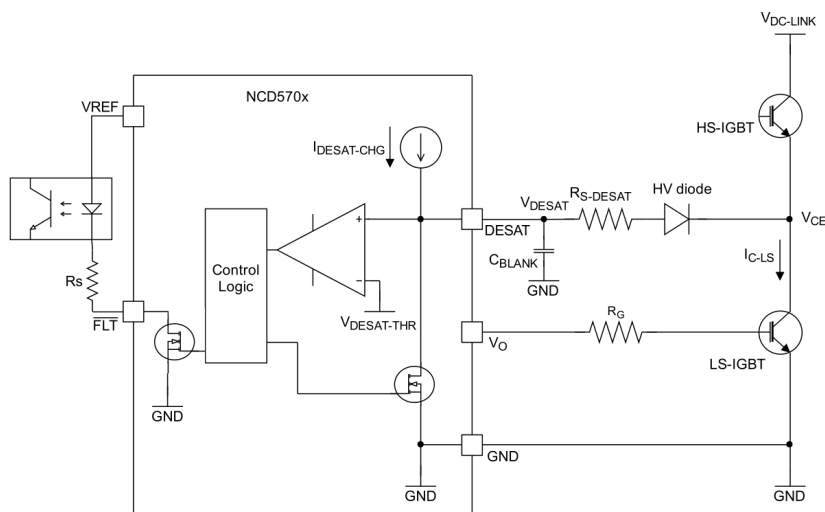 VDC-LINK
NCD570x
VREF
HS-IGBT
IDESAT-CHG
VDESAT
RS-DESAT
HV diode
DESAT
VCE
+
CBLANK
IC-LS
Control
Logic
GND
Rs
−
VDESAT-THR
RG
FLT
VO
LS-IGBT
GND
GND
GND
GND